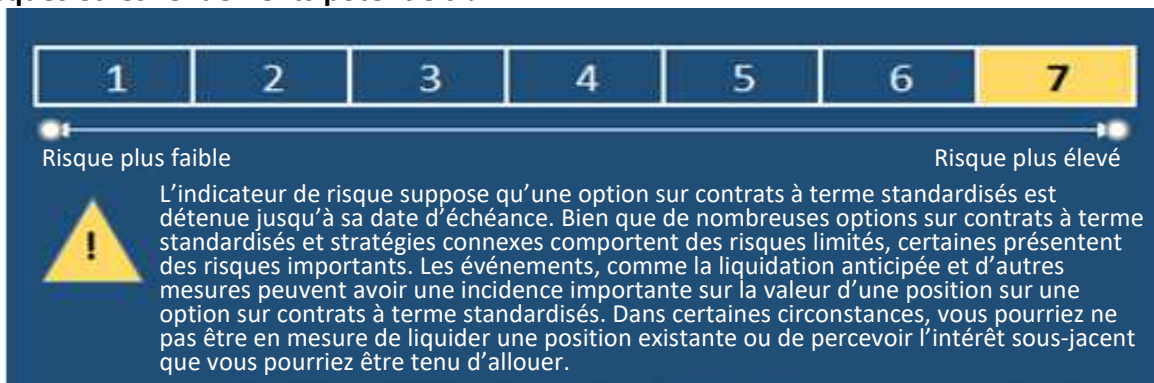 1 2 3 4 5 6 7
Risque plus faible Risque plus élevé
L’indicateur de risque suppose qu’une option sur contrats à terme standardisés est
détenue jusqu’à sa date d’échéance. Bien que de nombreuses options sur contrats à terme
! standardisés et stratégies connexes comportent des risques limités, certaines présentent
des risques importants. Les événements, comme la liquidation anticipée et d’autres
mesures peuvent avoir une incidence importante sur la valeur d’une position sur une
option sur contrats à terme standardisés. Dans certaines circonstances, vous pourriez ne
pas être en mesure de liquider une position existante ou de percevoir l’intérêt sous-jacent
que vous pourriez être tenu d’allouer.